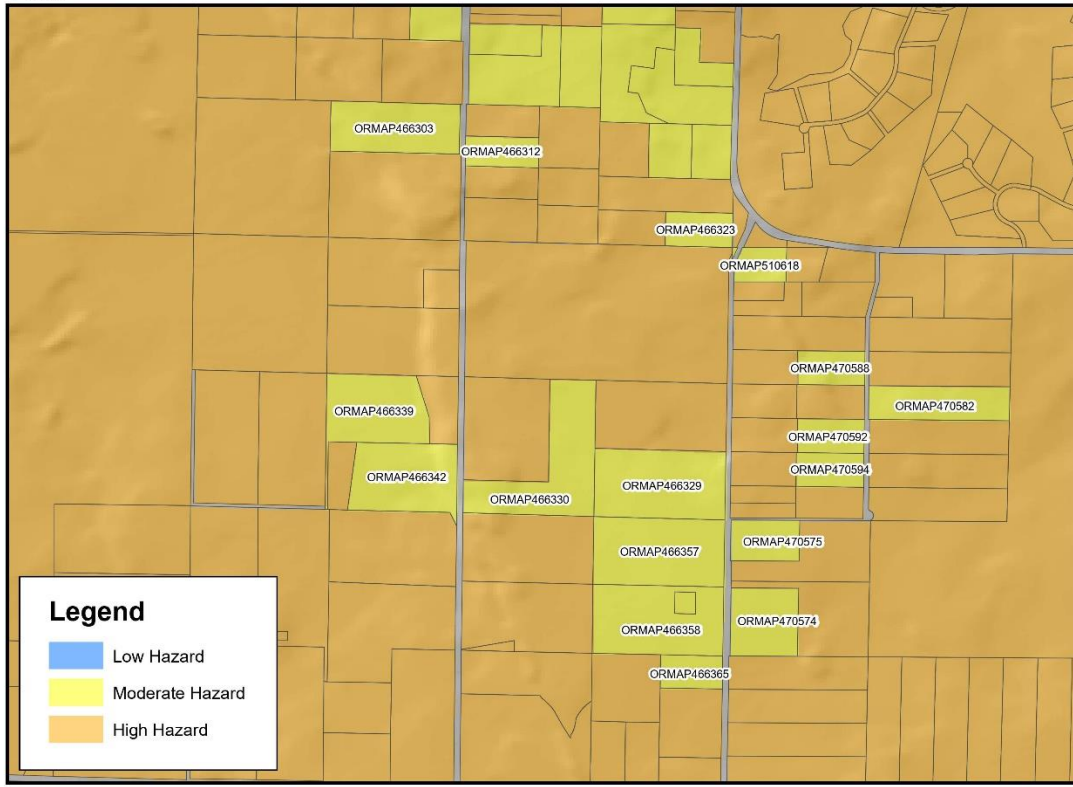 ORMAP466303
ORMAP466312
ORMAP466323
ORMAP510618
ORMAP470588
ORMAP470582
ORMAP466339
ORMAP470592
ORMAP470594
ORMAP466342
ORMAP466330
ORMAP466329
ORMAP470575
ORMAP466357
ORMAP470574
ORMAP466358
ORMAP466365
Legend
Low Hazard
Moderate Hazard
High Hazard